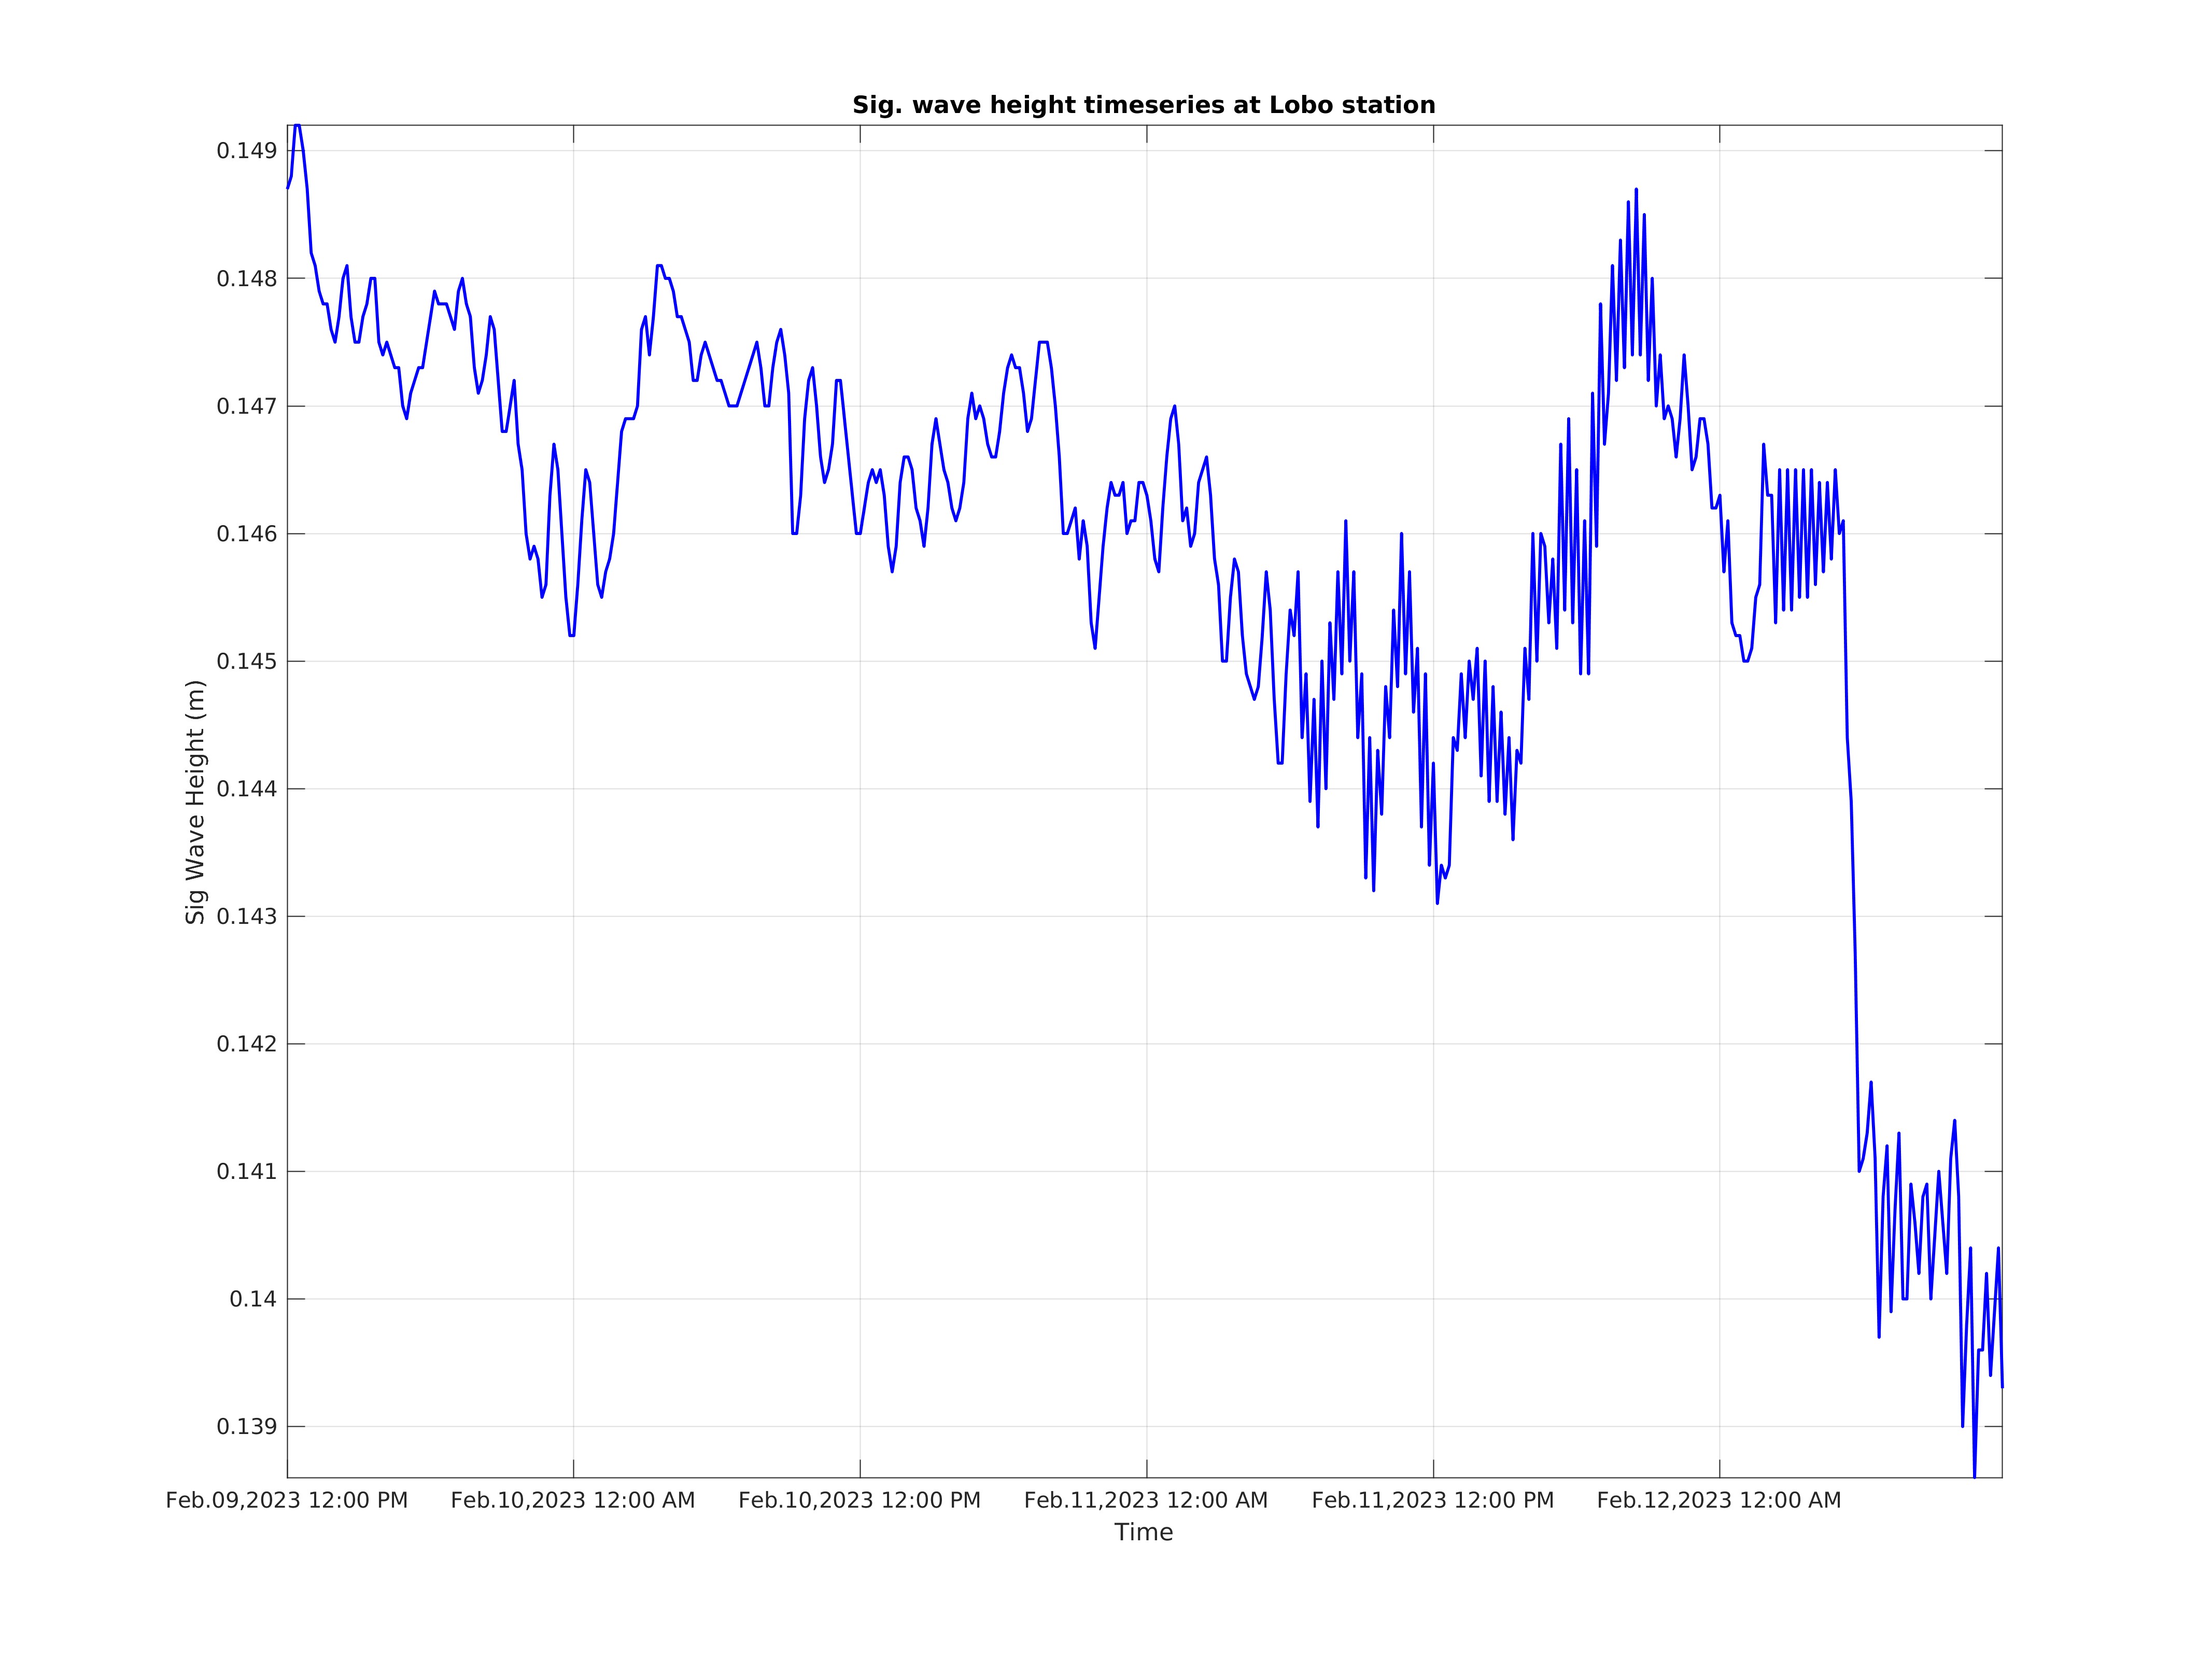 Sig. wave height timeseries at Lobo station
0.149
0.148
0.147
0.146
0.145
0.144
0.143
0.142
0.141
0.14
0.139
Sig Wave Height (m)
Feb.09,2023 12:00 PM
Feb.10,2023 12:00 AM
Feb.10,2023 12:00 PM
Feb.11,2023 12:00 AM
Feb.11,2023 12:00 PM
Feb.12,2023 12:00 AM
Time